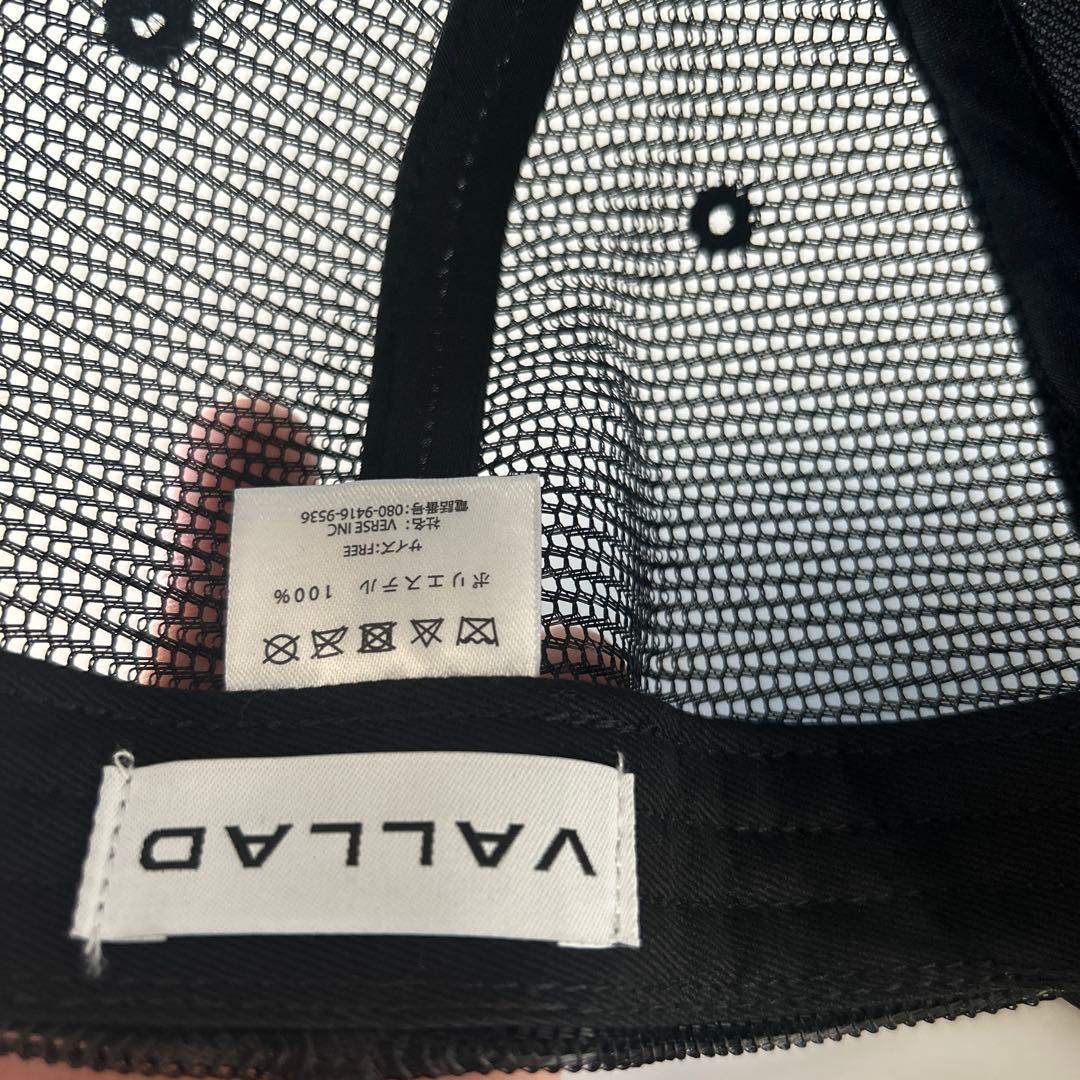 ポリエステル 100%
サイズ:FREE
社名: VERSE INC
電話番号:080-9416-9536
VALLAD